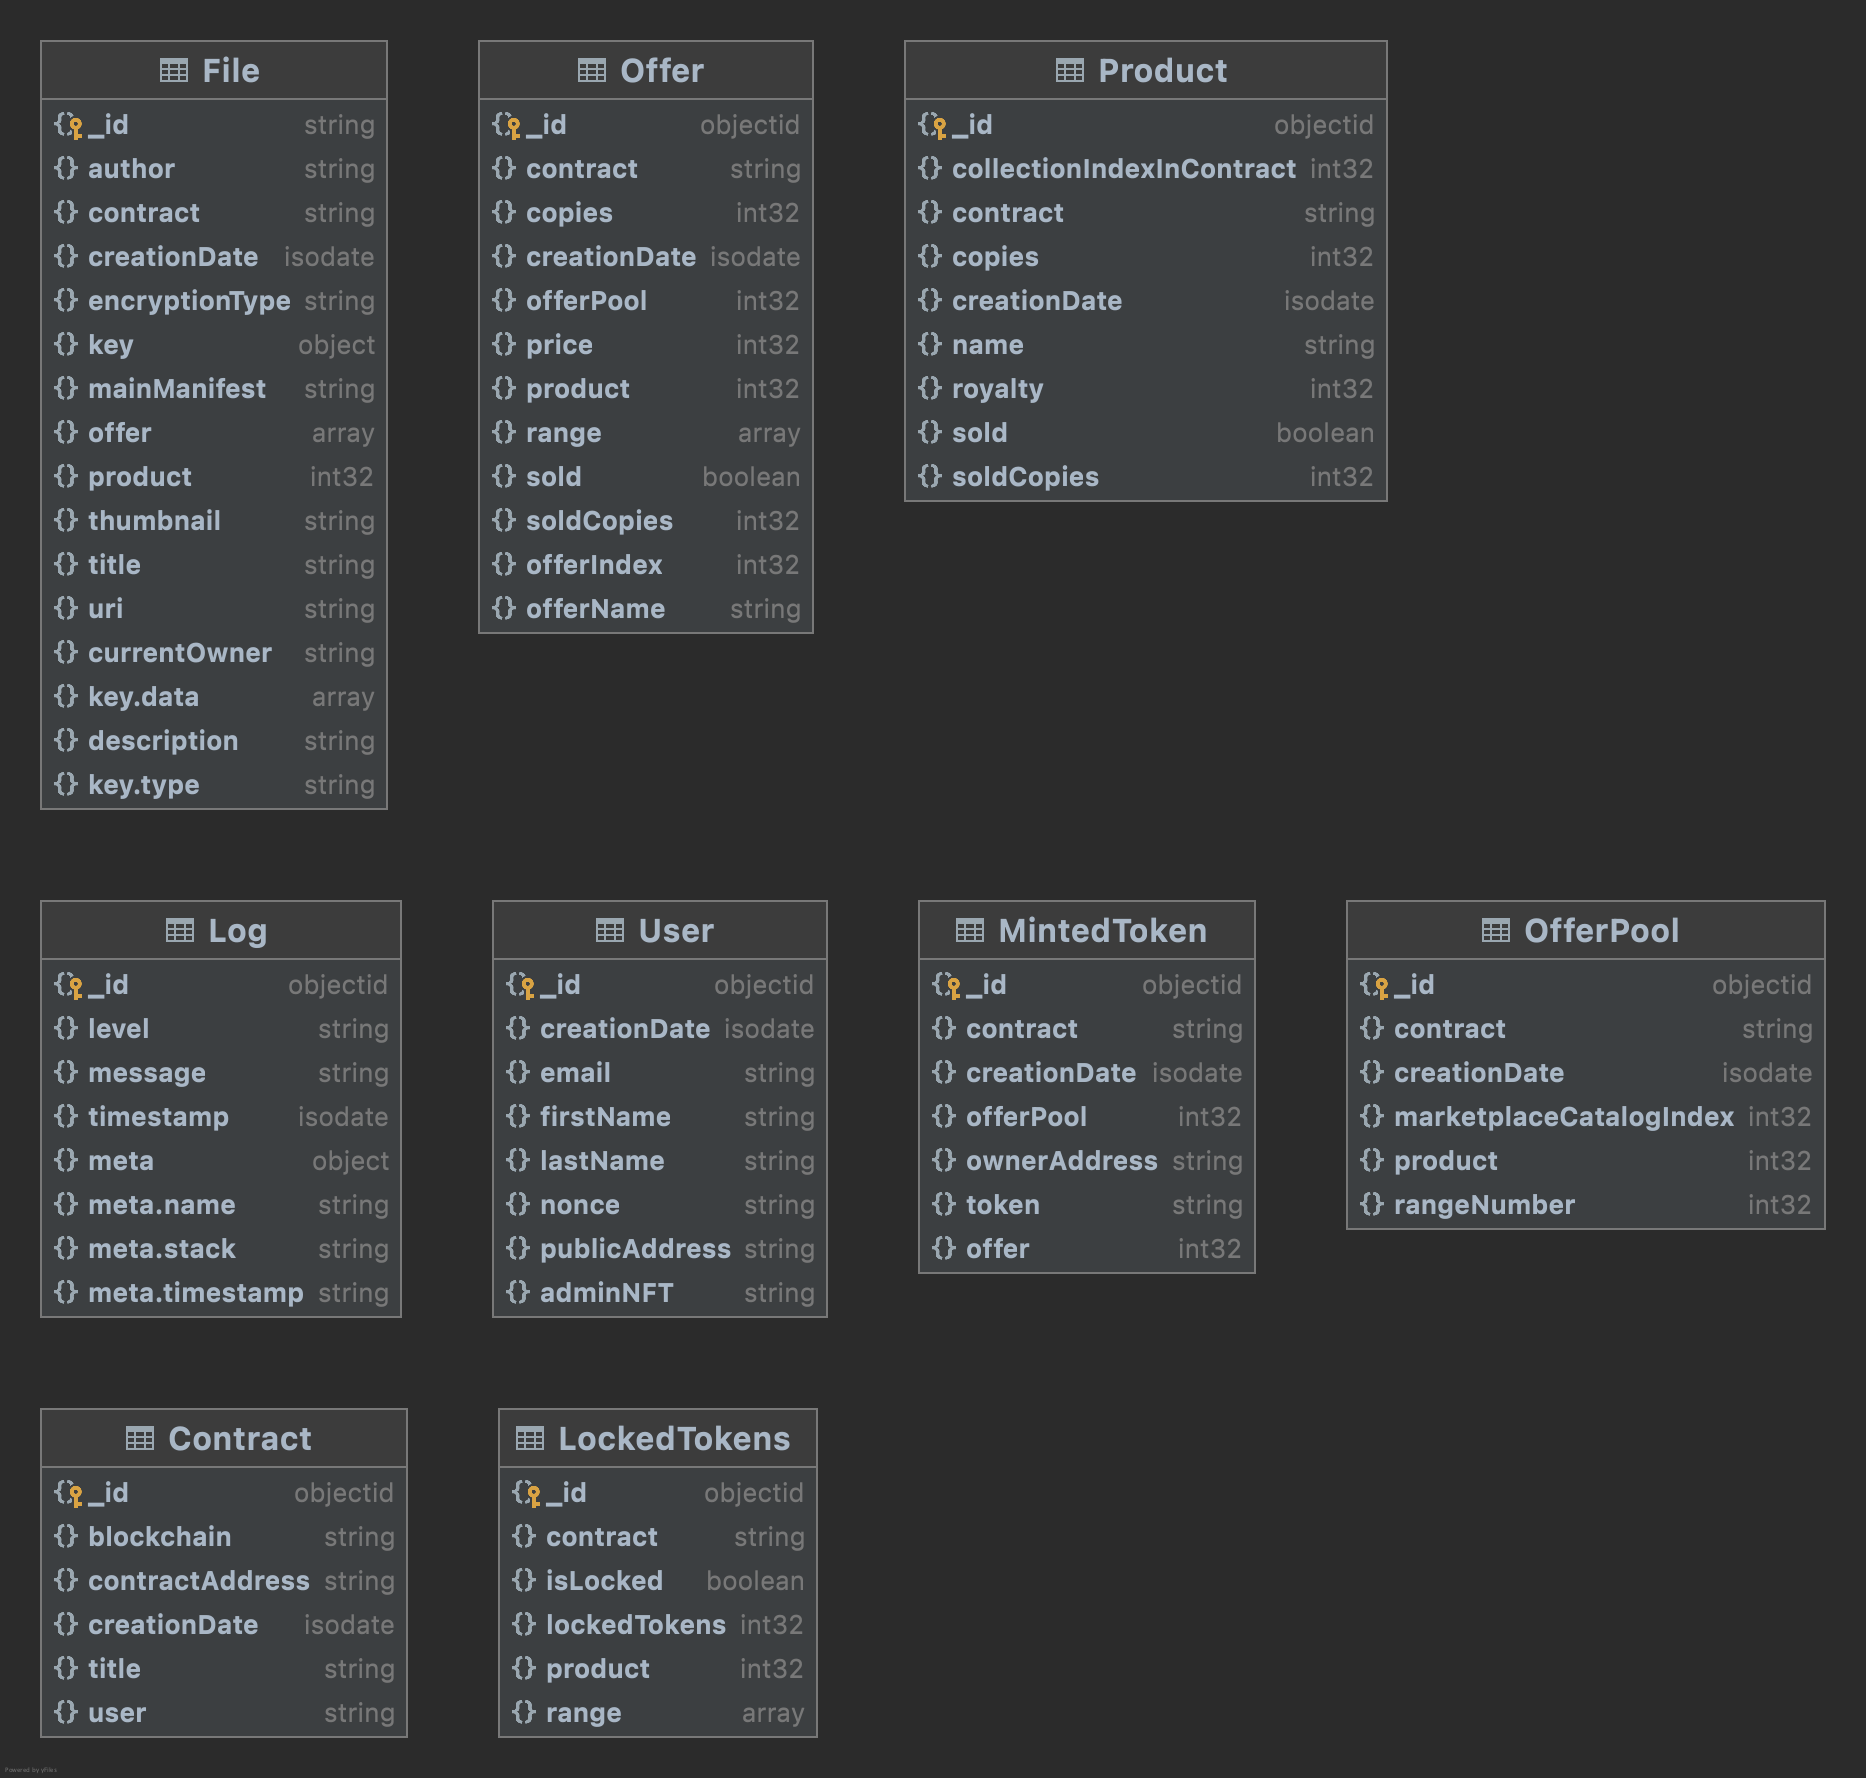 File
_id string
author string
contract string
creationDate isodate
encryptionType string
key object
mainManifest string
offer array
product int32
thumbnail string
title string
uri string
currentOwner string
key.data array
description string
key.type string
Offer
_id objectid
contract string
copies int32
creationDate isodate
offerPool int32
price int32
product int32
range array
sold boolean
soldCopies int32
offerIndex int32
offerName string
Product
_id objectid
collectionIndexInContract int32
contract string
copies int32
creationDate isodate
name string
royalty int32
sold boolean
soldCopies int32
Log
_id objectid
level string
message string
timestamp isodate
meta object
meta.name string
meta.stack string
meta.timestamp string
User
_id objectid
creationDate isodate
email string
firstName string
lastName string
nonce string
publicAddress string
adminNFT string
MintedToken
_id objectid
contract string
creationDate isodate
offerPool int32
ownerAddress string
token string
offer int32
OfferPool
_id objectid
contract string
creationDate isodate
marketplaceCatalogIndex int32
product int32
rangeNumber int32
Contract
_id objectid
blockchain string
contractAddress string
creationDate isodate
title string
user string
LockedTokens
_id objectid
contract string
isLocked boolean
lockedTokens int32
product int32
range array
Powered by yFiles